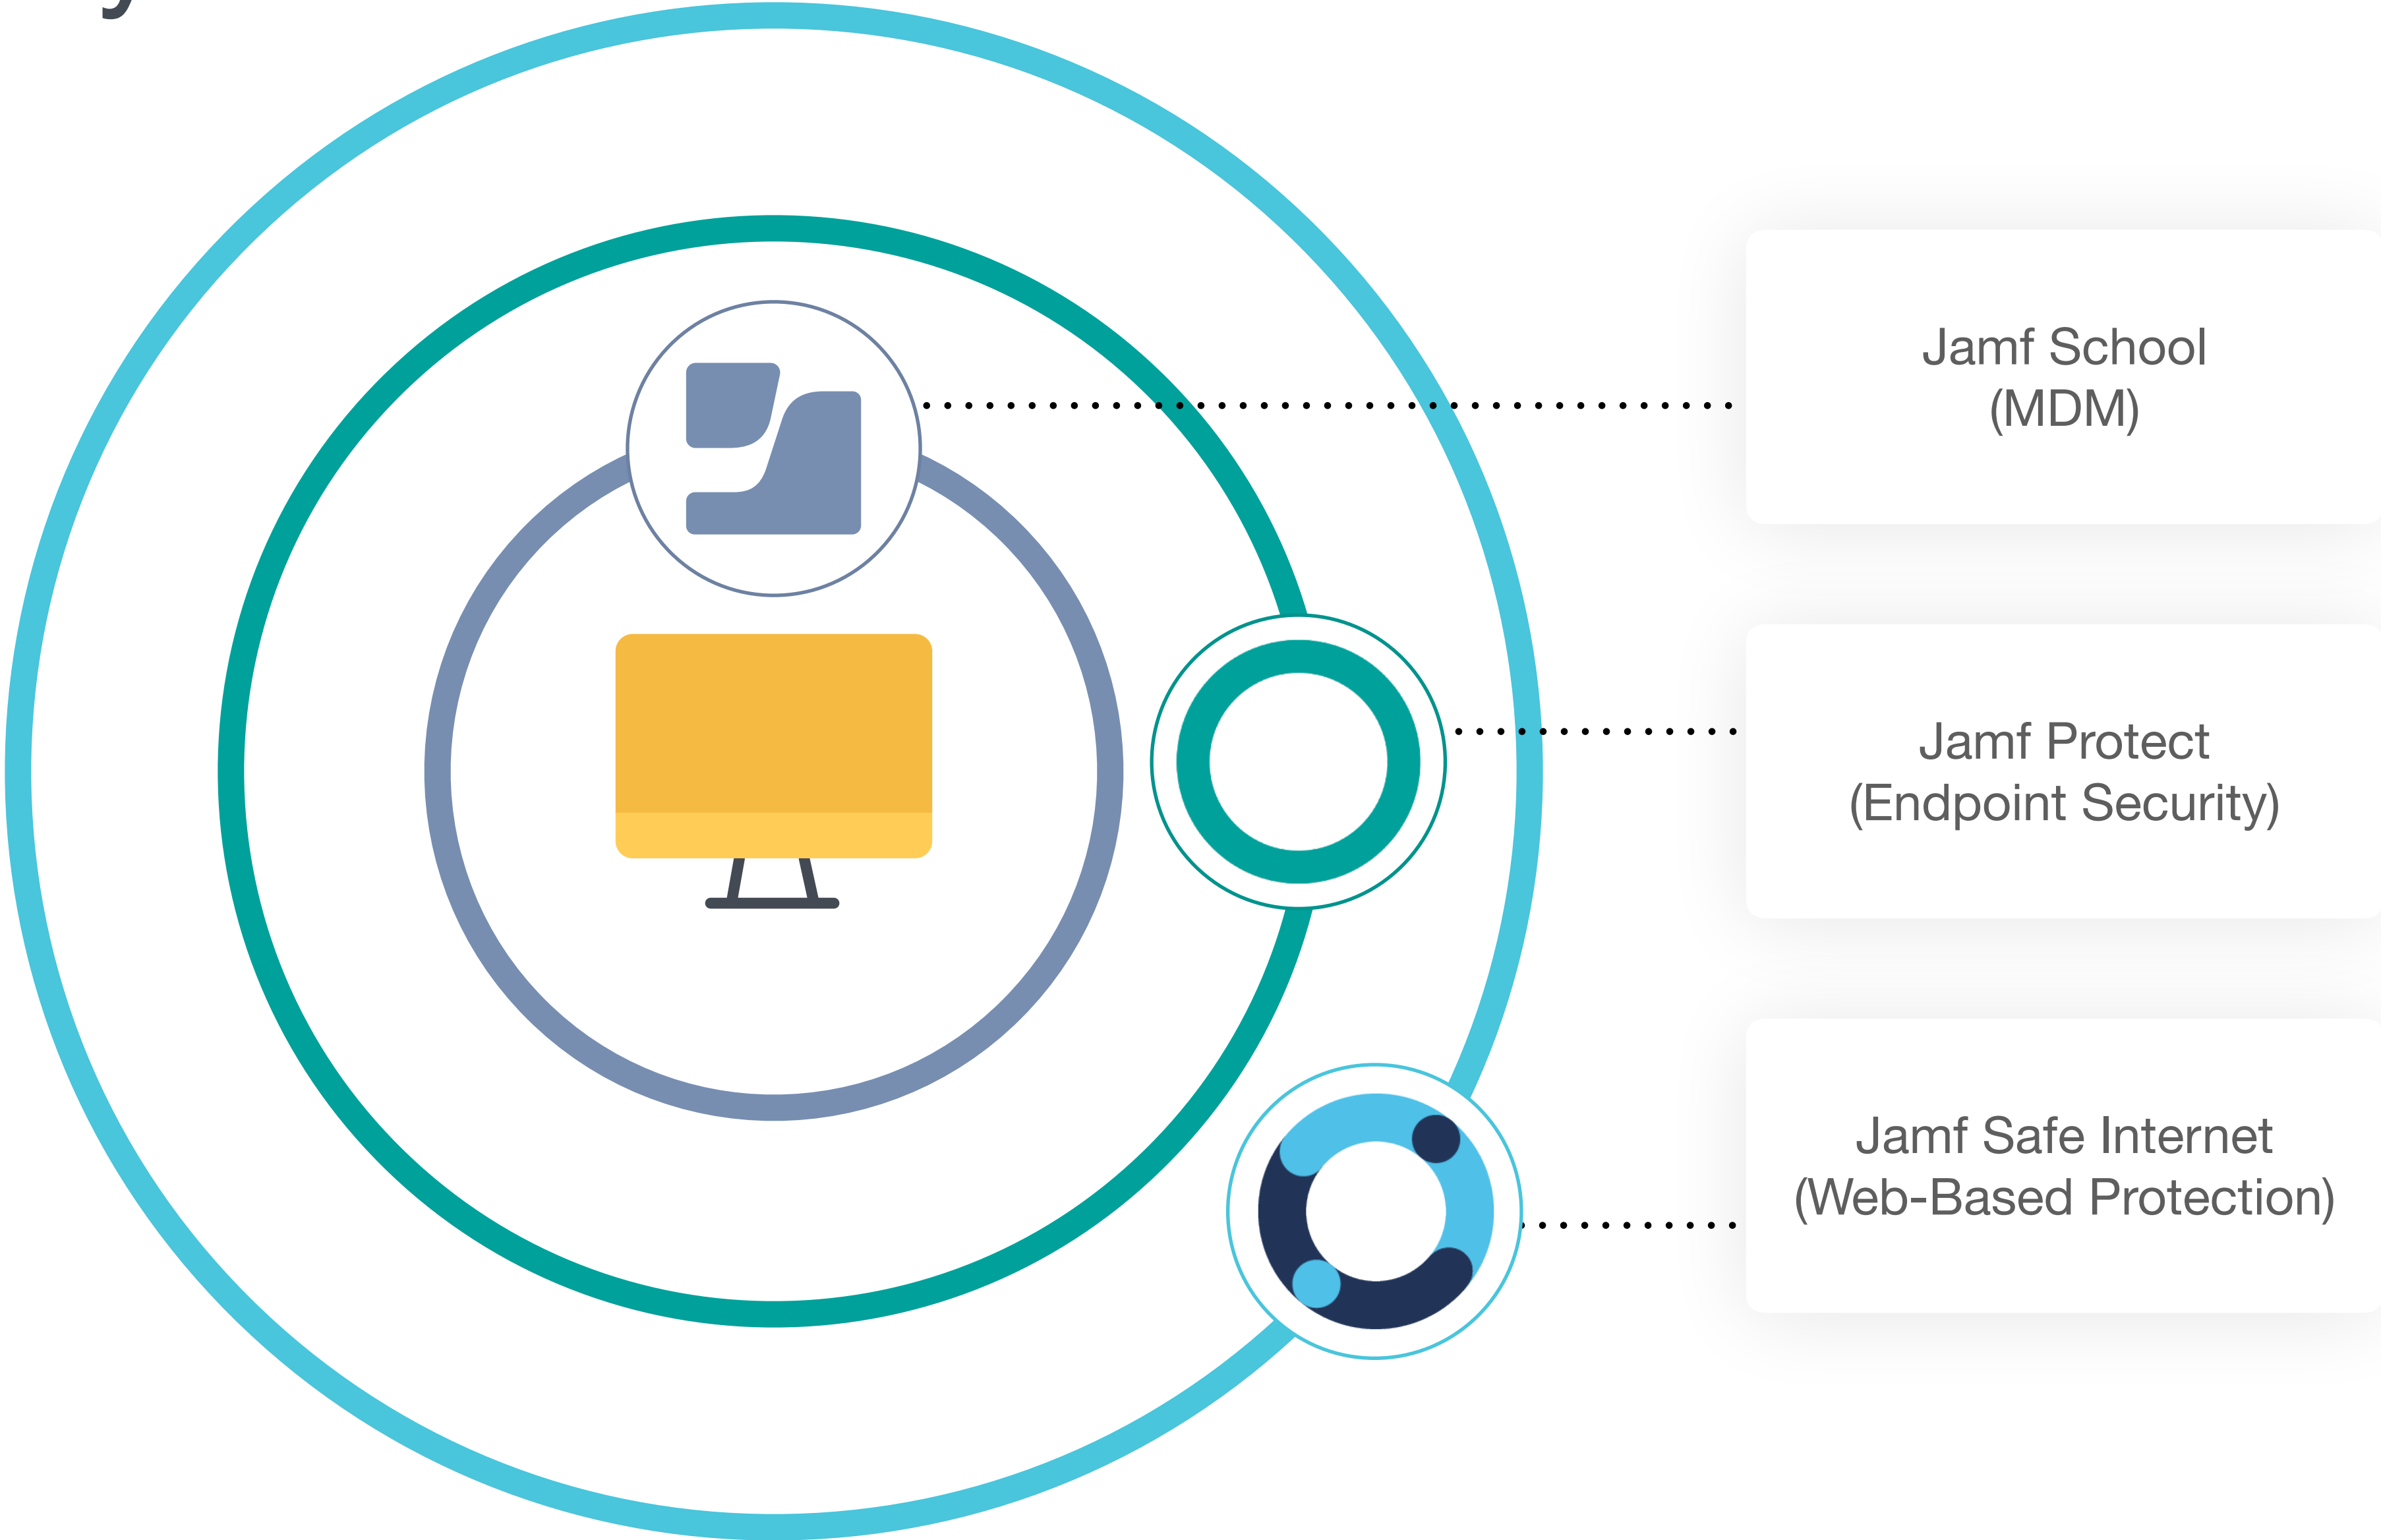 Jamf School
(MDM)
Jamf Protect
(Endpoint Security)
Jamf Safe Internet
(Web-Based Protection)